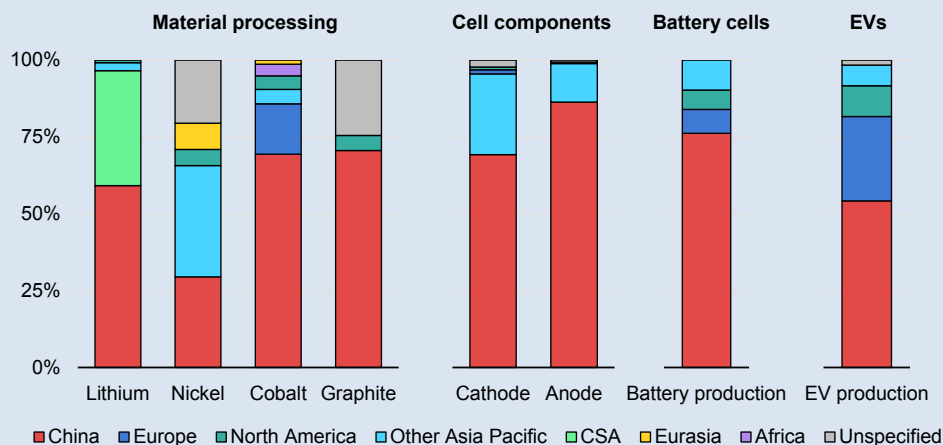 Material processing Cell components Battery cells EVs
100%
75%
50%
25%
0%
Lithium Nickel Cobalt Graphite Cathode Anode Battery production EV production
China Europe North America Other Asia Pacific CSA Eurasia Africa Unspecified